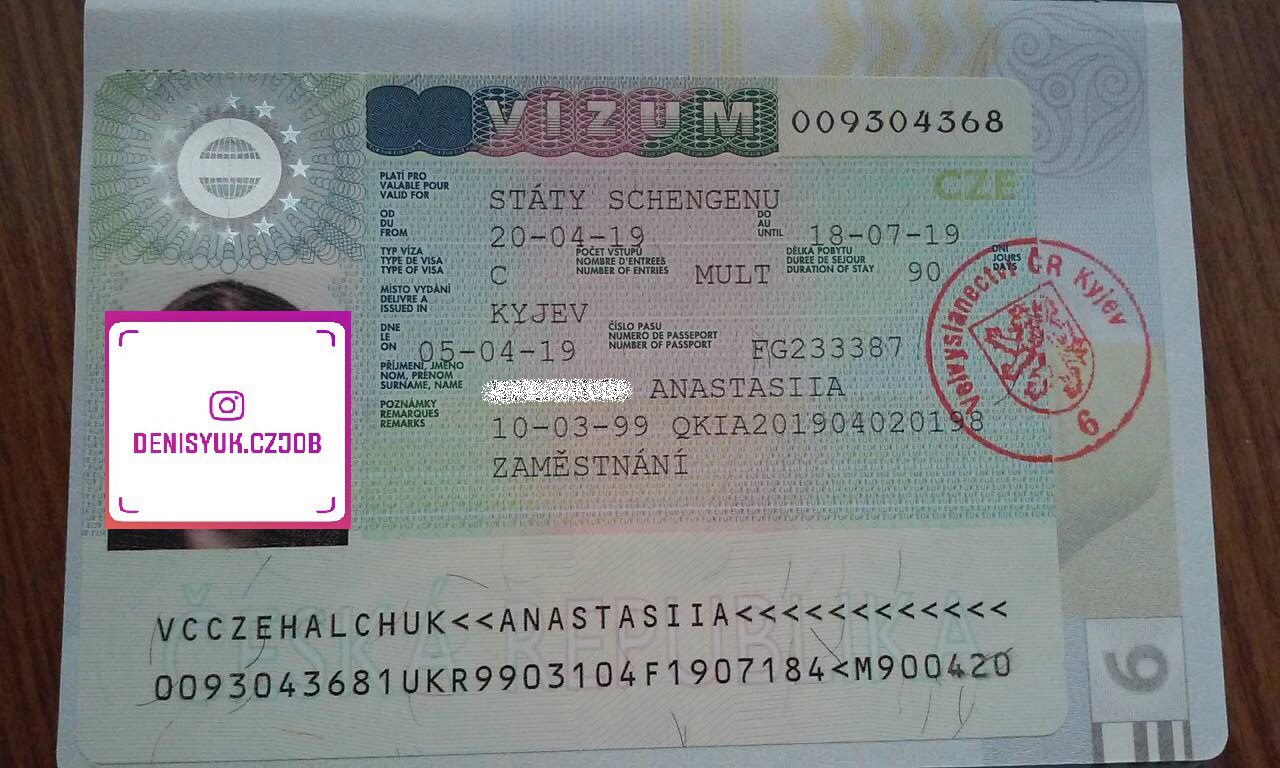 VÍZUM 009304368
CZE
PLATÍ PRO
VALABLE POUR
VALID FOR
STÁTY SCHENGENU
OD
DU
FROM
20-04-19
DO
AU
UNTIL
18-07-19
TYP VÍZA
TYPE DE VISA
TYPE OF VISA
C
POČET VSTUPŮ
NOMBRE D'ENTREES
NUMBER OF ENTRIES
MULT
DÉLKA POBYTU
DUREE DE SEJOUR
DURATION OF STAY
90
DNÍ
JOURS
DAYS
MÍSTO VYDÁNÍ
DELIVRE A
ISSUED IN
KYJEV
DNE
LE
ON
05-04-19
ČÍSLO PASU
NUMERO DE PASSEPORT
NUMBER OF PASSPORT
FG233387
PŘÍJMENÍ, JMÉNO
NOM, PRENOM
SURNAME, NAME
ANASTASIIA
POZNÁMKY
REMARQUES
REMARKS
10-03-99 QKIA201904020198
ZAMĚSTNÁNÍ
Velvyslanectví ČR Kyjev
6
DENISYUK.CZJOB
ČESKÁ REPUBLIKA
VCCZEHALCHUK<<ANASTASIIA<<<<<<<<<<<<
0093043681UKR9903104F1907184<M900420
6